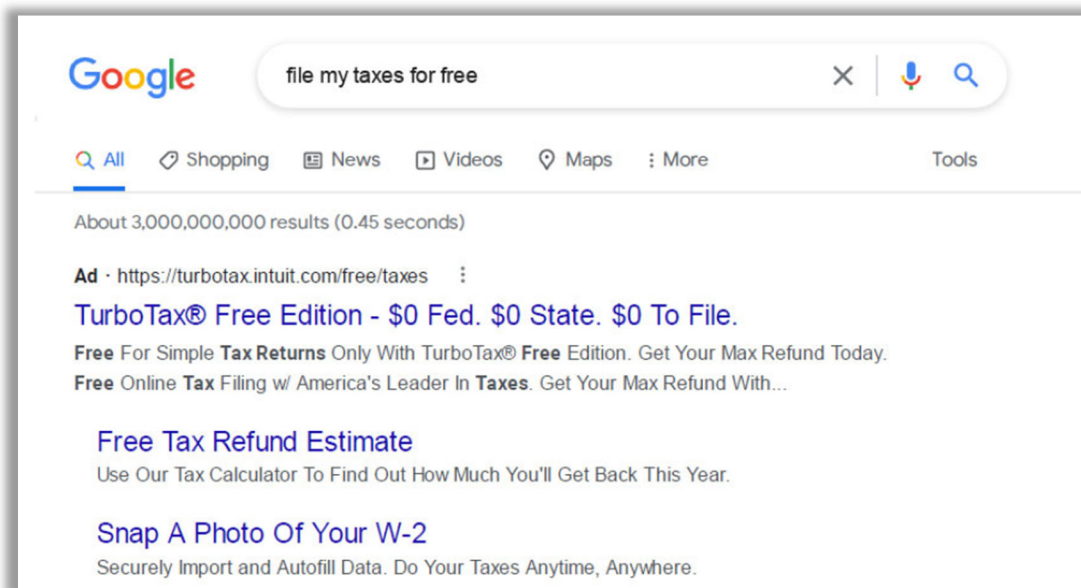 Google file my taxes for free
All Shopping News Videos Maps More Tools
About 3,000,000,000 results (0.45 seconds)
Ad · https://turbotax.intuit.com/free/taxes
TurboTax® Free Edition - $0 Fed. $0 State. $0 To File.
Free For Simple Tax Returns Only With TurboTax® Free Edition. Get Your Max Refund Today.
Free Online Tax Filing w/ America's Leader In Taxes. Get Your Max Refund With...
Free Tax Refund Estimate
Use Our Tax Calculator To Find Out How Much You'll Get Back This Year.
Snap A Photo Of Your W-2
Securely Import and Autofill Data. Do Your Taxes Anytime, Anywhere.